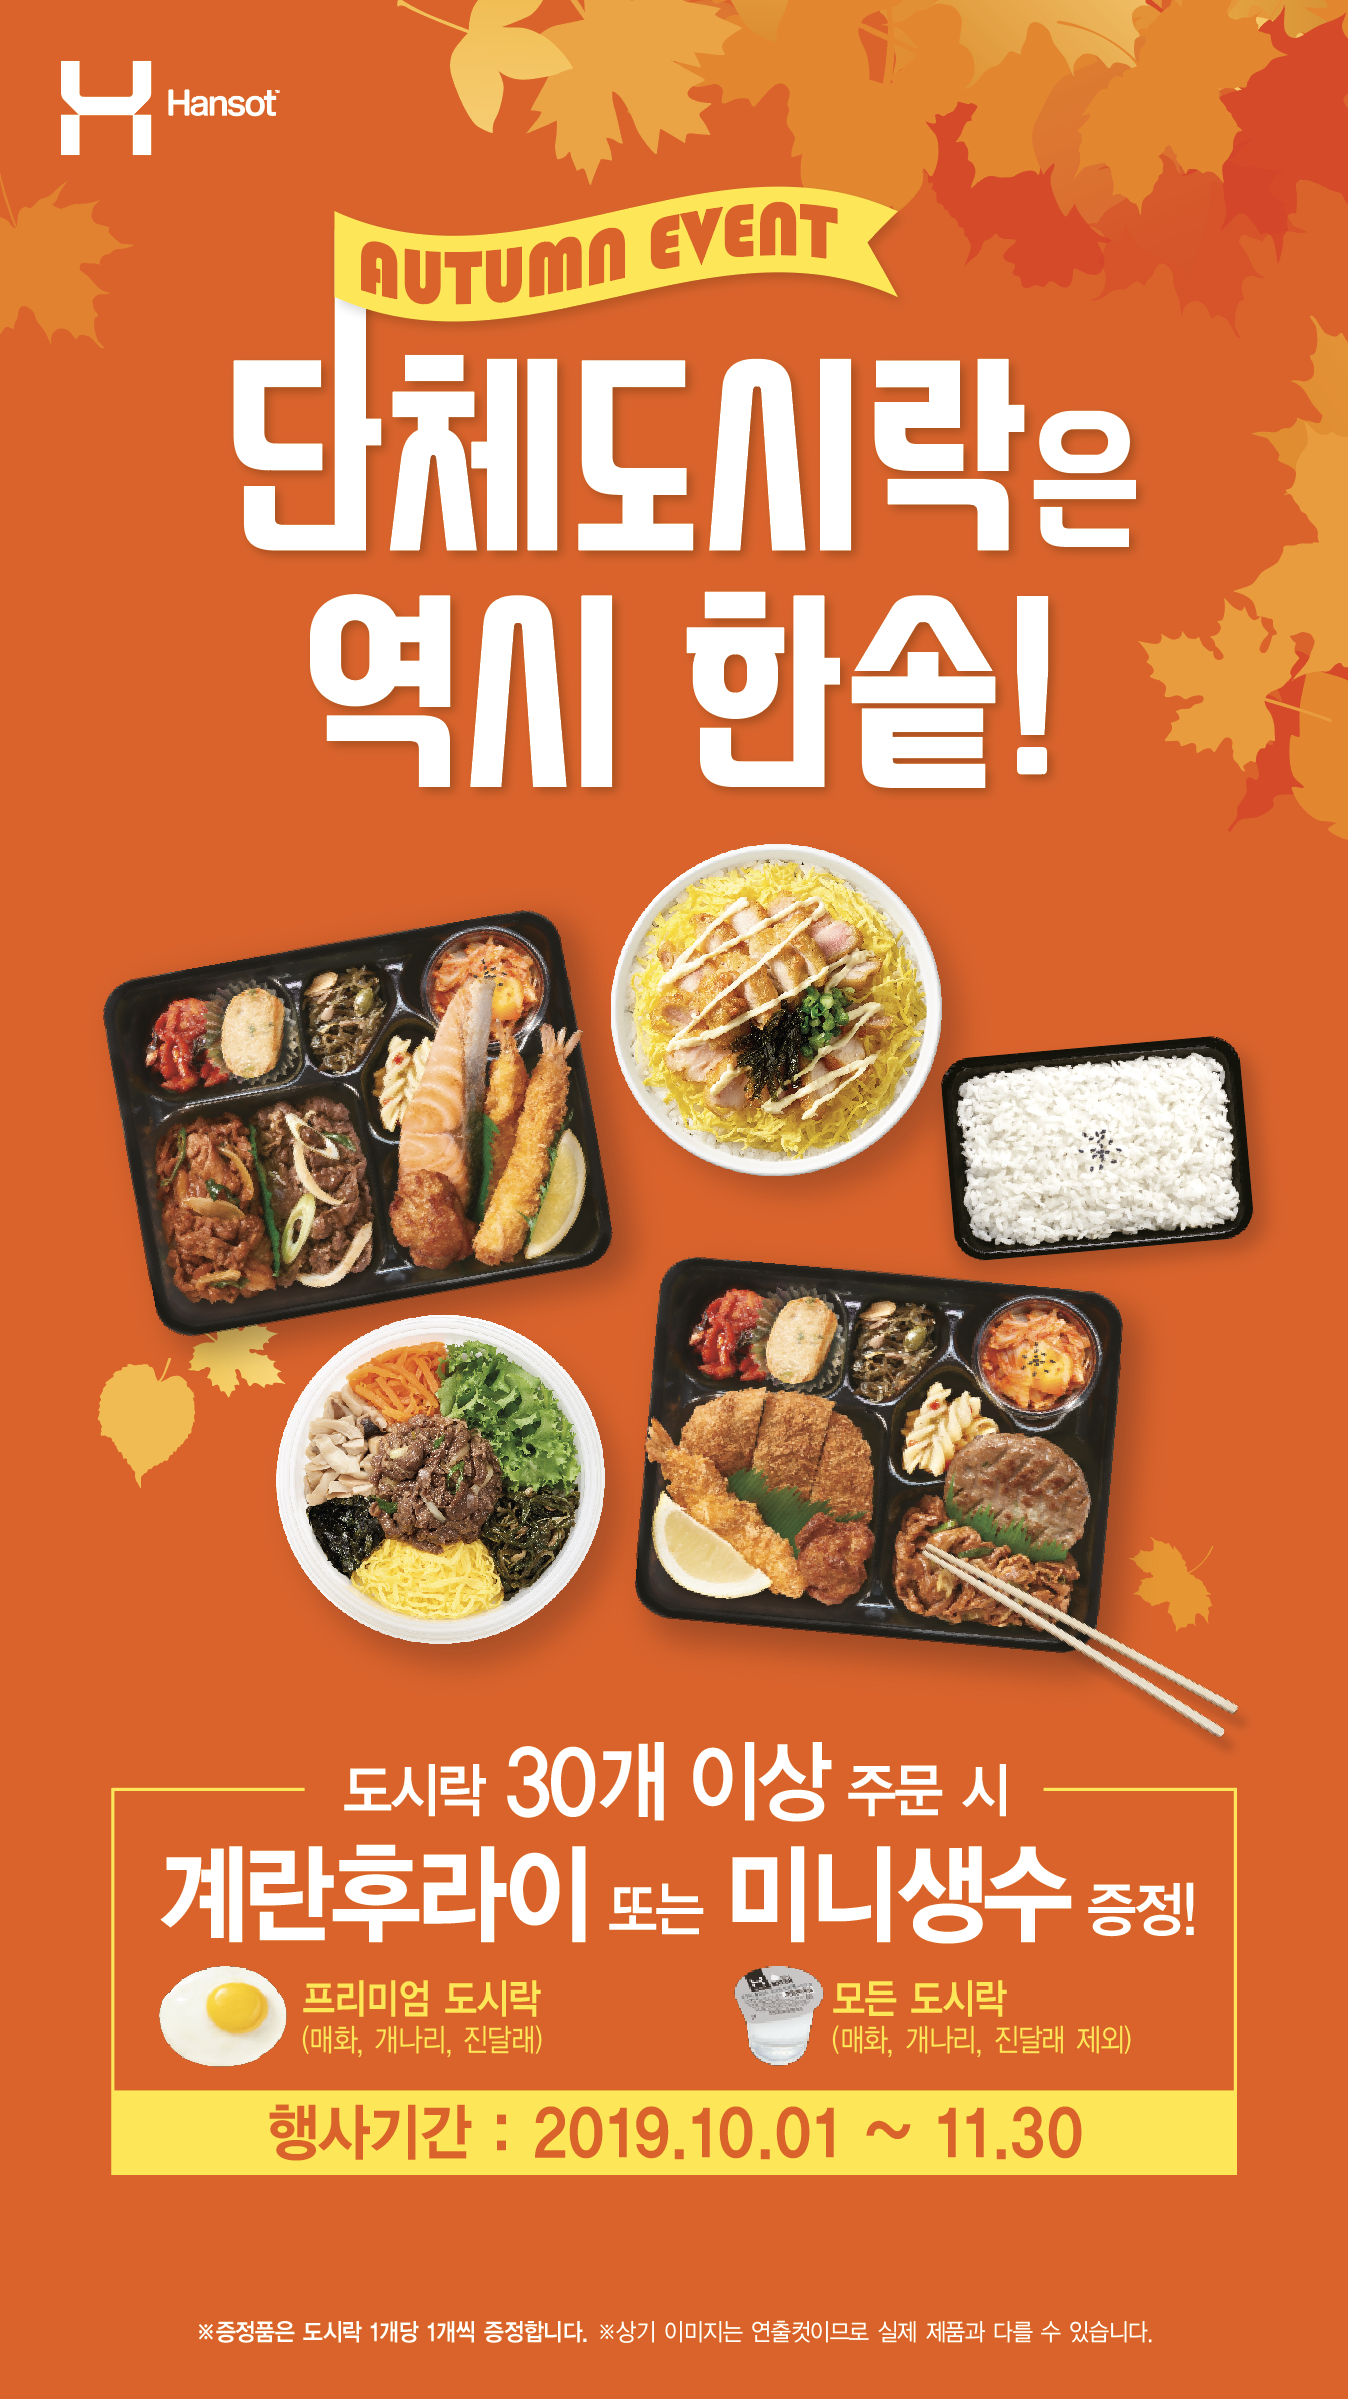 Hansot
AUTUMN EVENT
단체도시락은
역시 한솥!
도시락 30개 이상 주문 시
계란후라이 또는 미니생수 증정!
프리미엄 도시락
(매화, 개나리, 진달래)
모든 도시락
(매화, 개나리, 진달래 제외)
행사기간 : 2019.10.01 ~ 11.30
※증정품은 도시락 1개당 1개씩 증정합니다. ※상기 이미지는 연출컷이므로 실제 제품과 다를 수 있습니다.